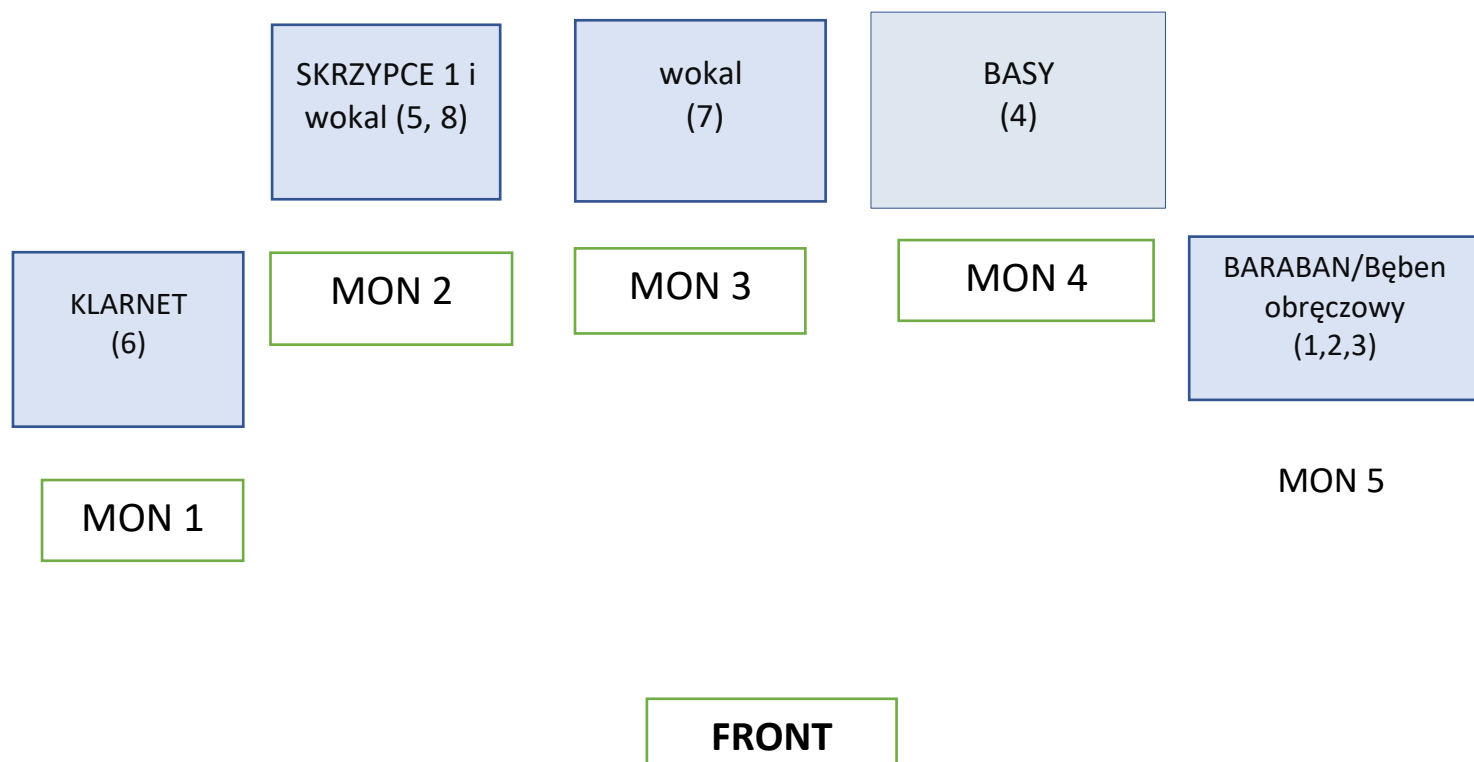 SKRZYPCE 1 i
wokal (5, 8)
wokal
(7)
BASY
(4)
KLARNET
(6)
MON 2
MON 3
MON 4
BARABAN/Bęben
obręczowy
(1,2,3)
MON 1
MON 5
FRONT